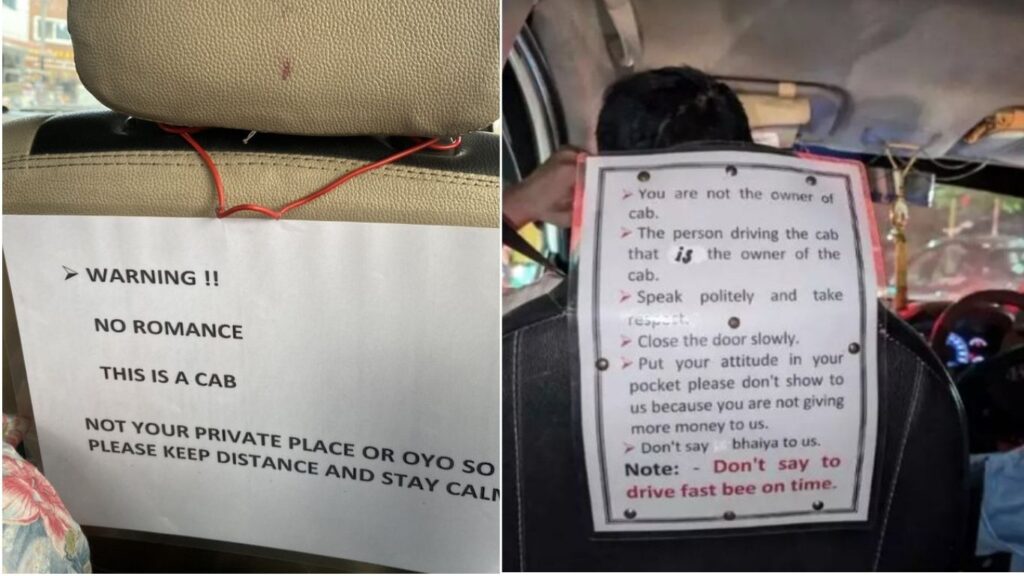 ➢ WARNING !!
NO ROMANCE
THIS IS A CAB
NOT YOUR PRIVATE PLACE OR OYO SO
PLEASE KEEP DISTANCE AND STAY CALM
➢ You are not the owner of
cab.
➢ The person driving the cab
that is the owner of the
cab.
➢ Speak politely and take
respect.
➢ Close the door slowly.
➢ Put your attitude in your
pocket please don't show to
us because you are not giving
more money to us.
➢ Don't say bhaiya to us.
Note: - Don't say to
drive fast bee on time.